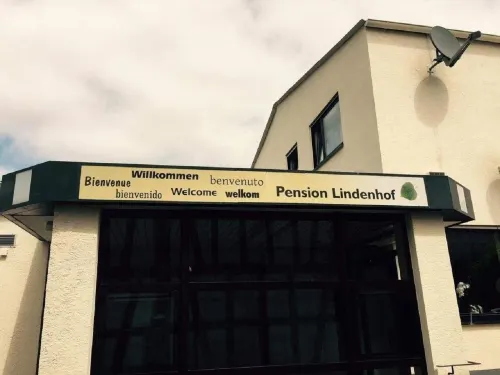 Willkommen benvenuto
Bienvenue
bienvenido Welcome welkom Pension Lindenhof